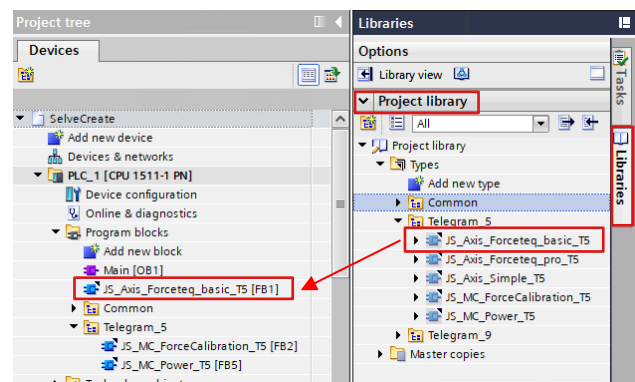 Project tree
Devices
SelveCreate
Add new device
Devices & networks
PLC_1 [CPU 1511-1 PN]
Device configuration
Online & diagnostics
Program blocks
Add new block
Main [OB1]
JS_Axis_Forceteq_basic_T5 [FB1]
Common
Telegram_5
JS_MC_ForceCalibration_T5 [FB2]
JS_MC_Power_T5 [FB5]
Libraries
Options
Library view
Project library
All
Project library
Types
Add new type
Common
Telegram_5
JS_Axis_Forceteq_basic_T5
JS_Axis_Forceteq_pro_T5
JS_Axis_Simple_T5
JS_MC_ForceCalibration_T5
JS_MC_Power_T5
Telegram_9
Master copies
Tasks
Libraries